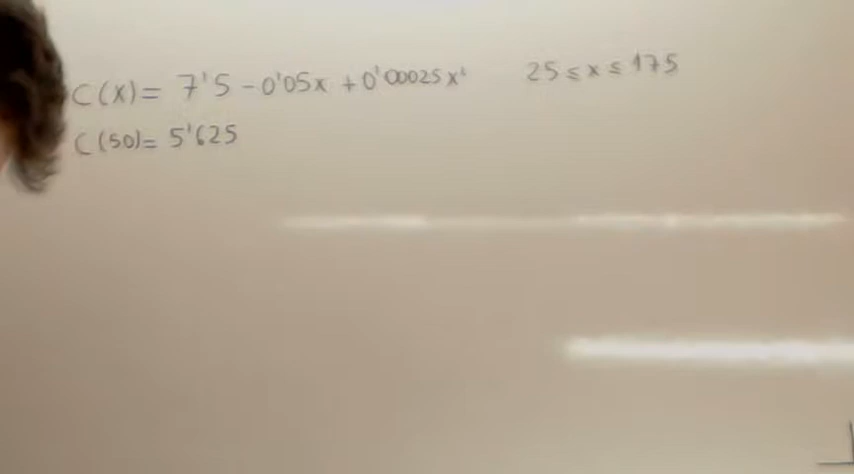 C(x) = 7'5 - 0'05x + 0'00025x² 25 ≤ x ≤ 175
C(50) = 5'625